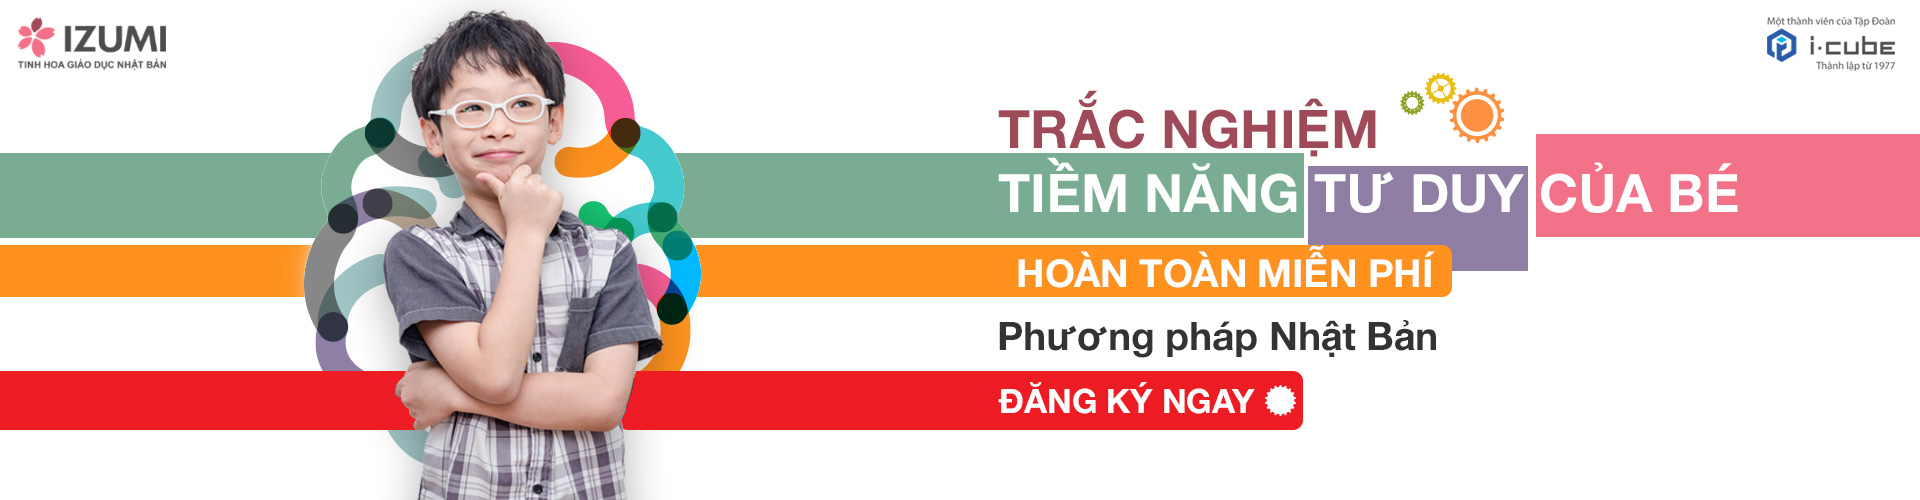 IZUMI
TINH HOA GIÁO DỤC NHẬT BẢN
Một thành viên của Tập Đoàn
i·cube
Thành lập từ 1977
TRẮC NGHIỆM
TIỀM NĂNG TƯ DUY CỦA BÉ
HOÀN TOÀN MIỄN PHÍ
Phương pháp Nhật Bản
ĐĂNG KÝ NGAY